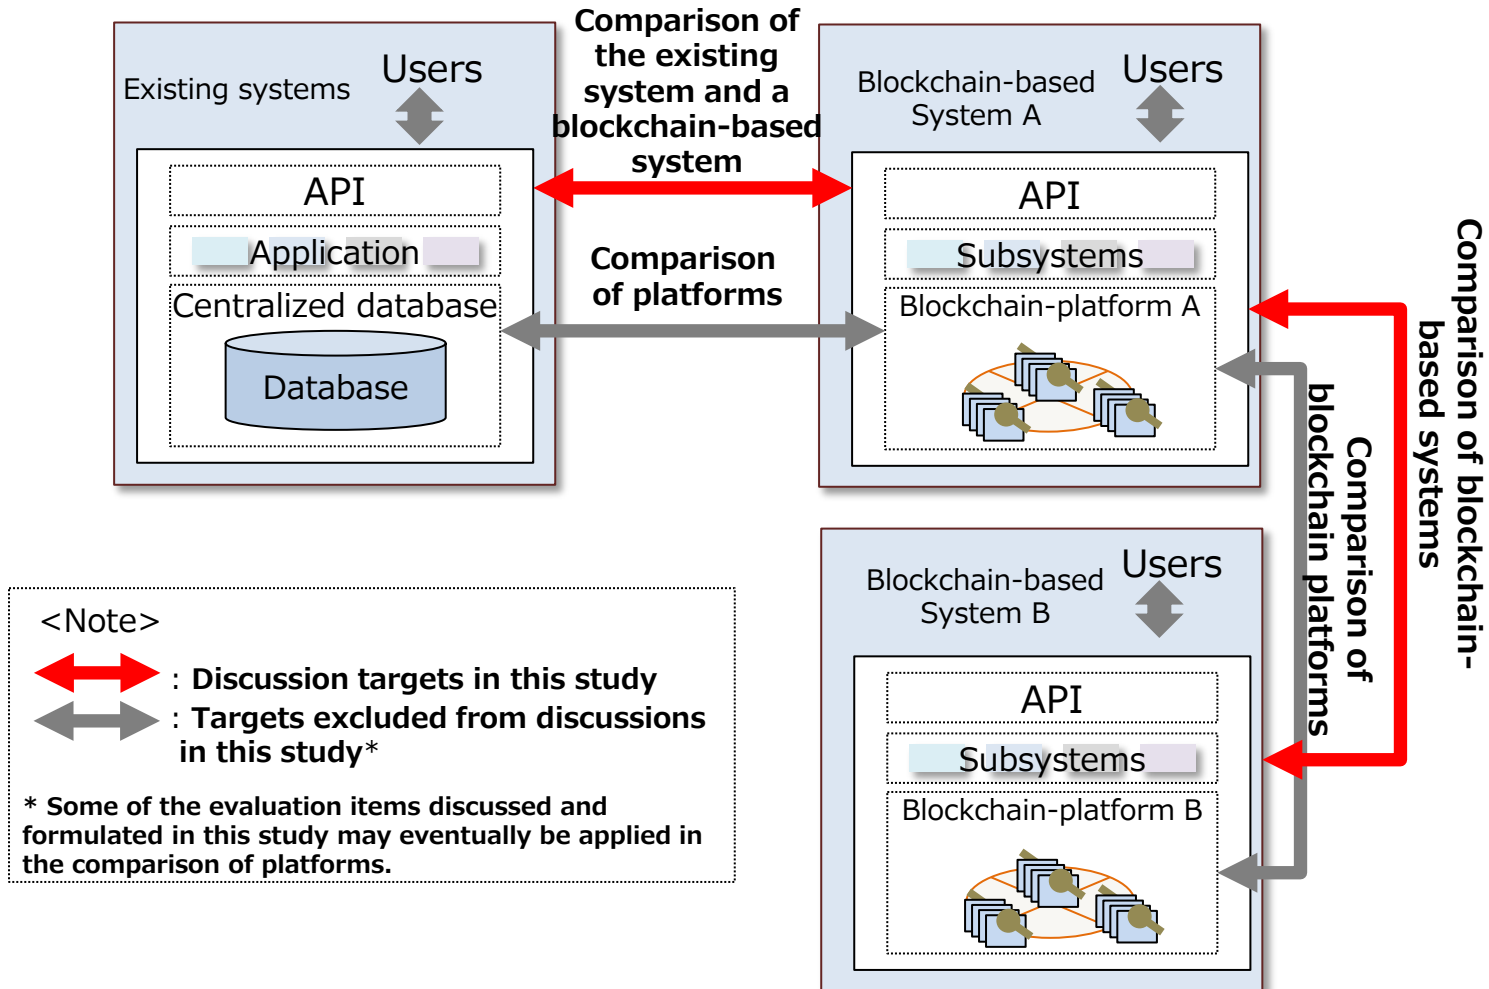 Existing systems
Users
API
Application
Centralized database
Database
Comparison of
the existing
system and a
blockchain-based
system
Comparison
of platforms
Blockchain-based
System A
Users
API
Subsystems
Blockchain-platform A
Comparison of blockchain-
based systems
Comparison of
blockchain platforms
Blockchain-based
System B
Users
API
Subsystems
Blockchain-platform B
<Note>
: Discussion targets in this study
: Targets excluded from discussions
in this study*
* Some of the evaluation items discussed and
formulated in this study may eventually be applied in
the comparison of platforms.